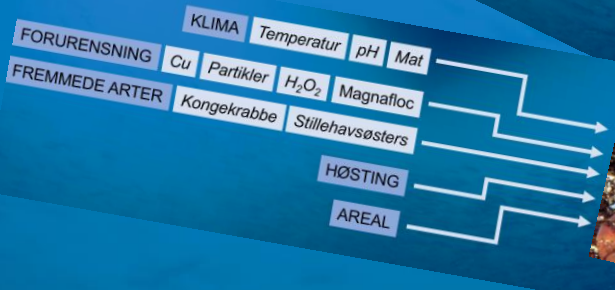 KLIMA Temperatur pH Mat
FORURENSNING Cu Partikler H₂O₂ Magnafloc
FREMMEDE ARTER Kongekrabbe Stillehavsøsters
HØSTING
AREAL